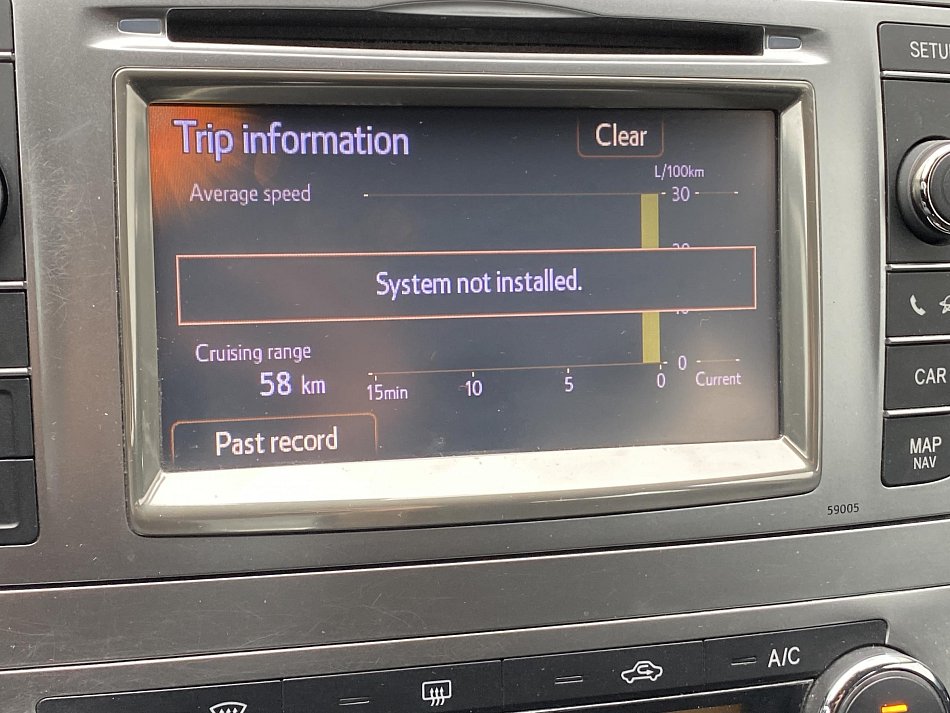 SETU
Trip information
Clear
L/100km
Average speed
30
System not installed.
Cruising range
58 km
0
15min
10
5
0
Current
Past record
CAR
MAP
NAV
59005
A/C